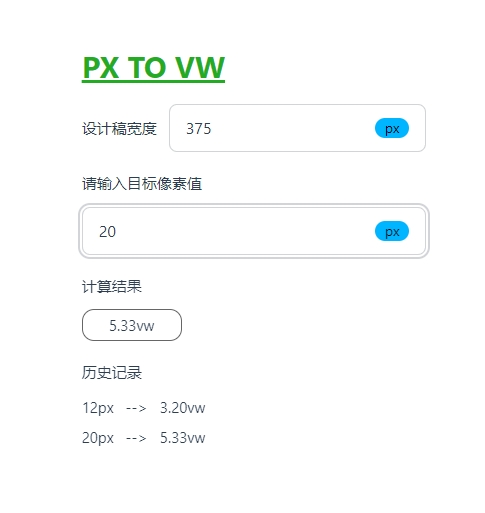 PX TO VW
设计稿宽度 375 px
请输入目标像素值
20 px
计算结果
5.33vw
历史记录
12px --> 3.20vw
20px --> 5.33vw